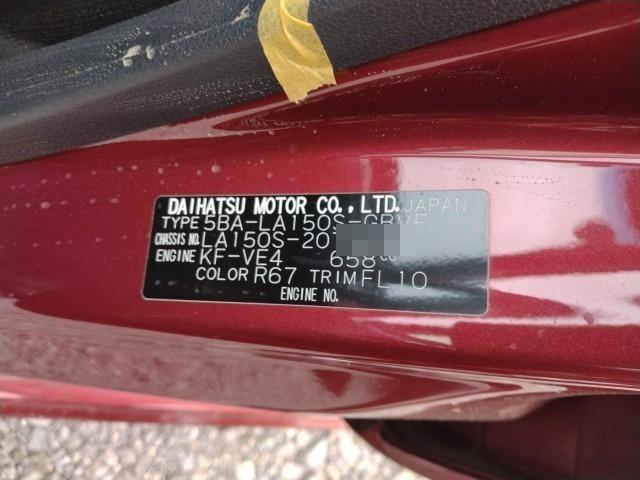 DAIHATSU MOTOR CO., LTD. JAPAN
TYPE 5BA-LA150S-GBVF
CHASSIS NO. LA150S-20
ENGINE KF-VE4 658cc
COLOR R67 TRIM FL10
ENGINE NO.